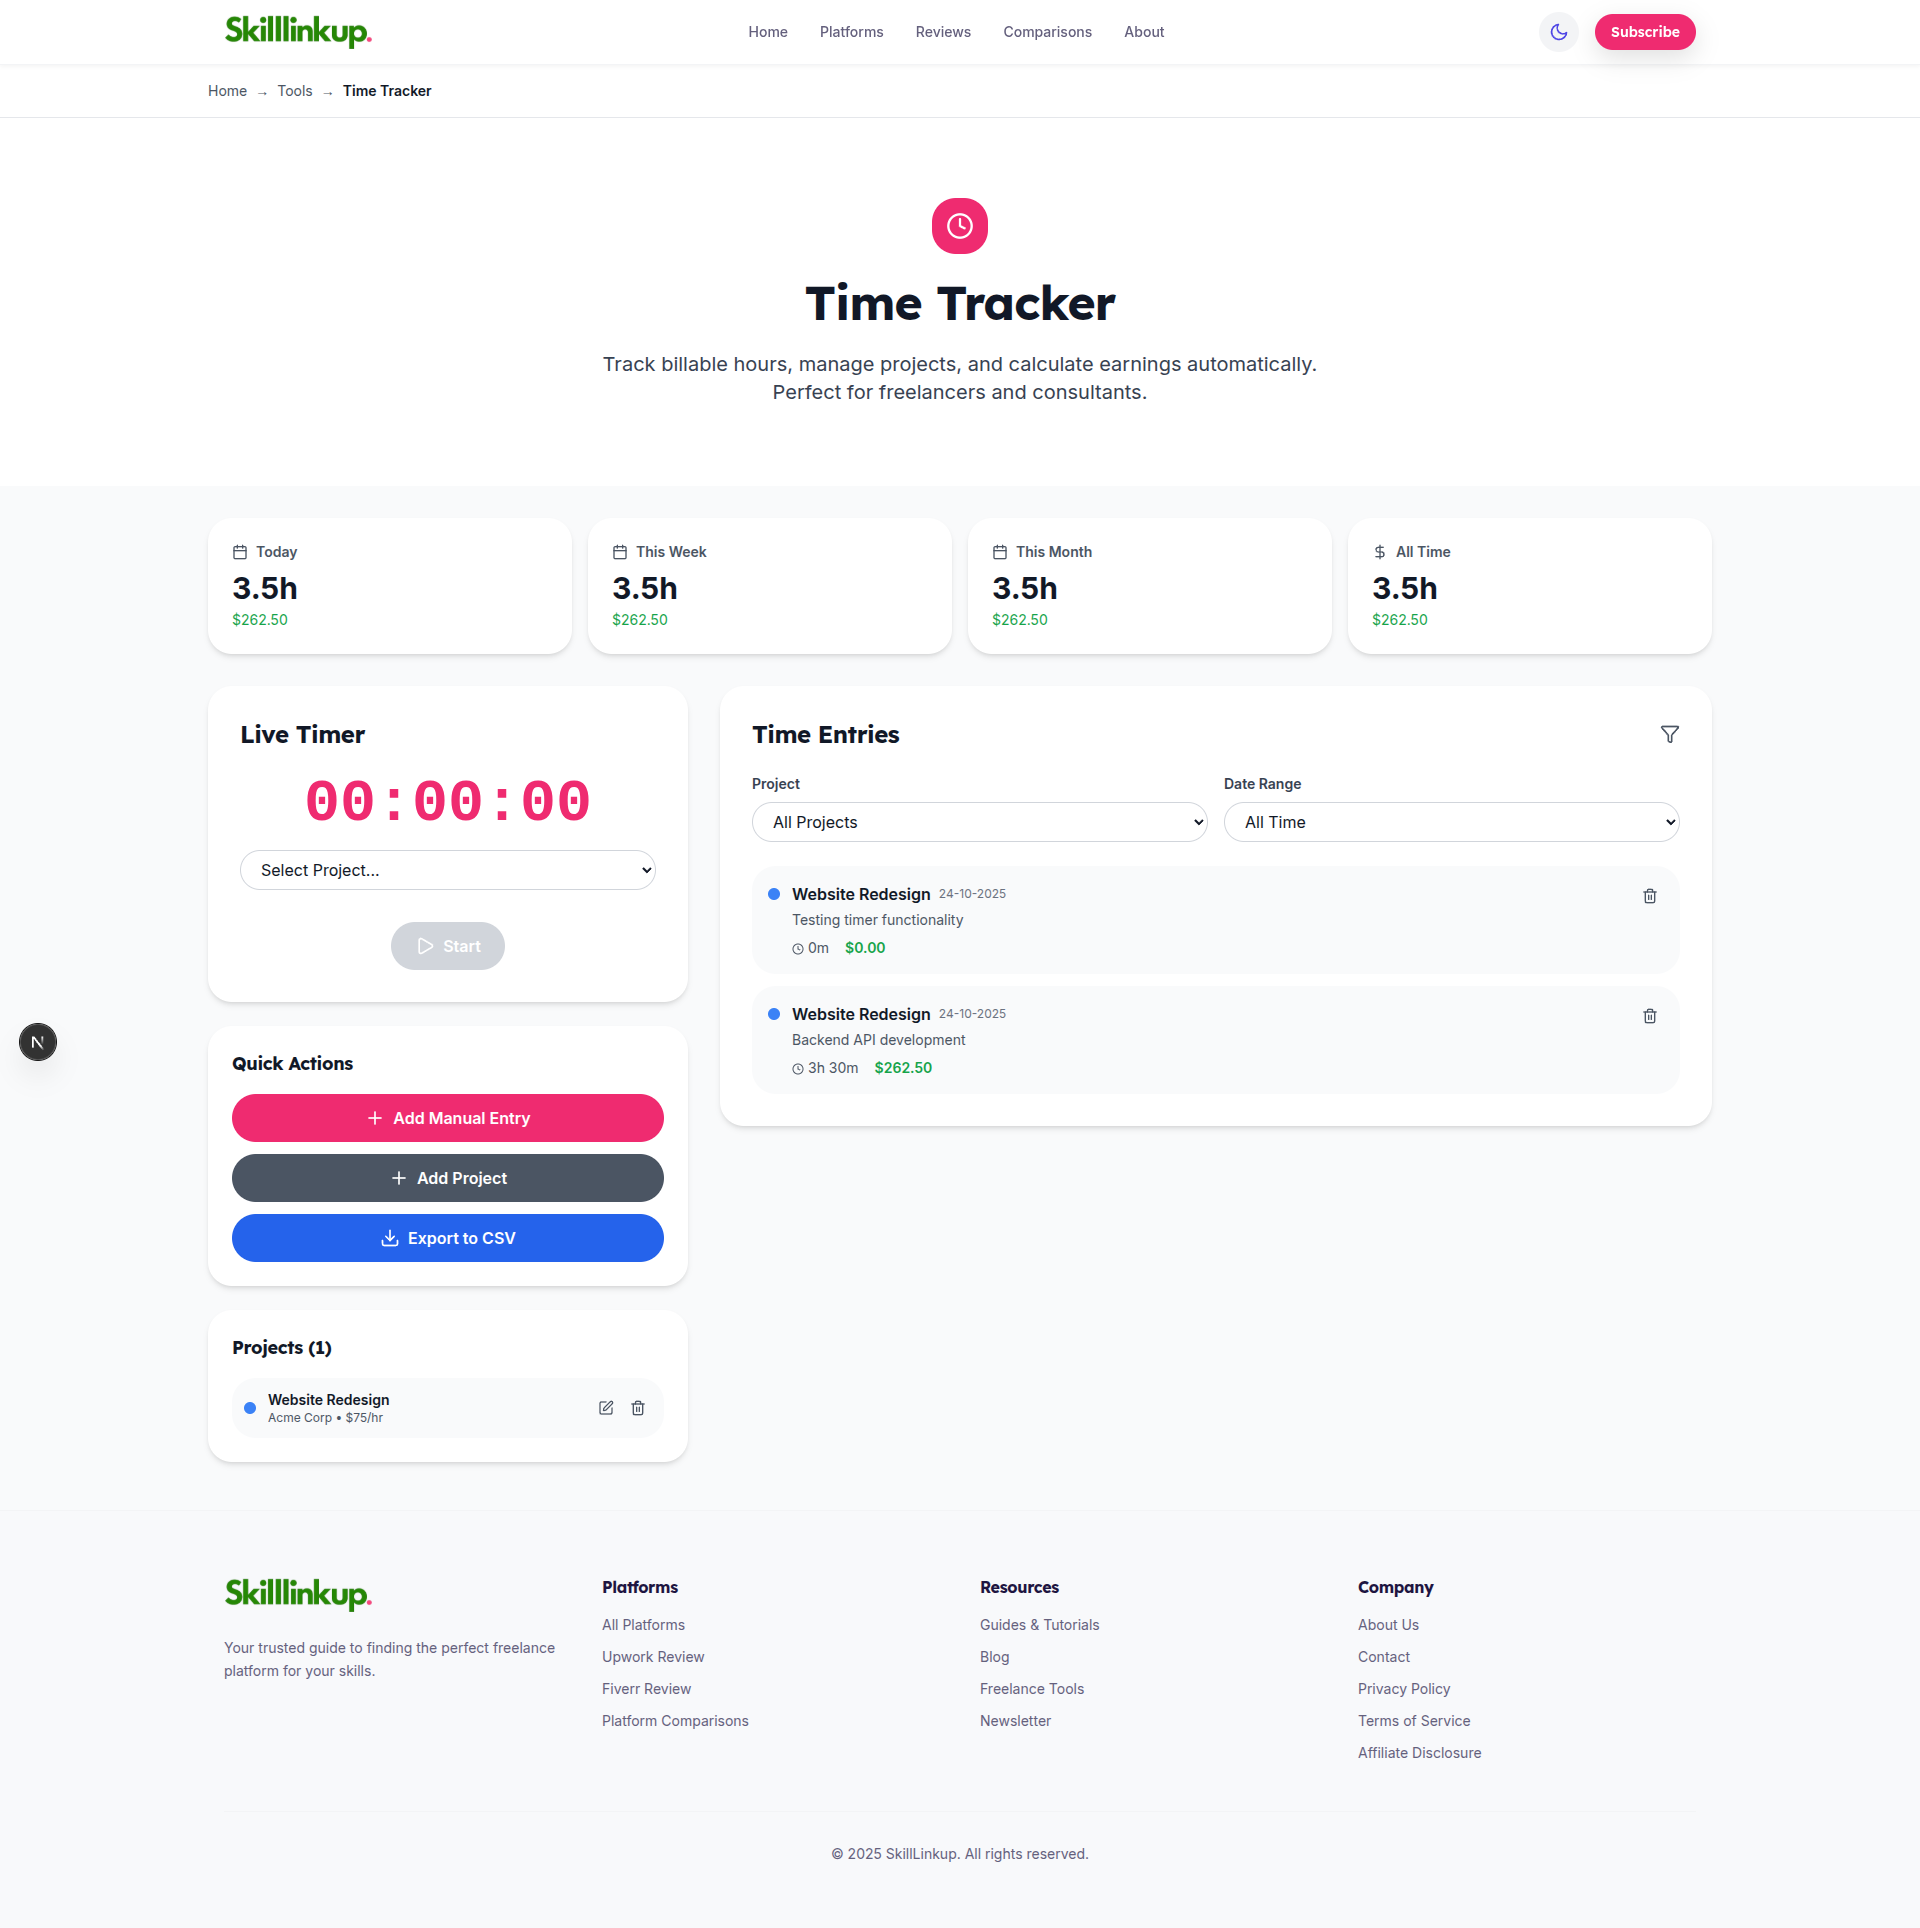 Skilllinkup.
Home Platforms Reviews Comparisons About
Subscribe
Home → Tools → Time Tracker
Time Tracker
Track billable hours, manage projects, and calculate earnings automatically.
Perfect for freelancers and consultants.
Today
3.5h
$262.50
This Week
3.5h
$262.50
This Month
3.5h
$262.50
All Time
3.5h
$262.50
Live Timer
00:00:00
Select Project...
Start
Quick Actions
Add Manual Entry
Add Project
Export to CSV
Projects (1)
Website Redesign
Acme Corp • $75/hr
Time Entries
Project
All Projects
Date Range
All Time
Website Redesign 24-10-2025
Testing timer functionality
0m $0.00
Website Redesign 24-10-2025
Backend API development
3h 30m $262.50
N
Skilllinkup.
Your trusted guide to finding the perfect freelance
platform for your skills.
Platforms
All Platforms
Upwork Review
Fiverr Review
Platform Comparisons
Resources
Guides & Tutorials
Blog
Freelance Tools
Newsletter
Company
About Us
Contact
Privacy Policy
Terms of Service
Affiliate Disclosure
© 2025 SkillLinkup. All rights reserved.